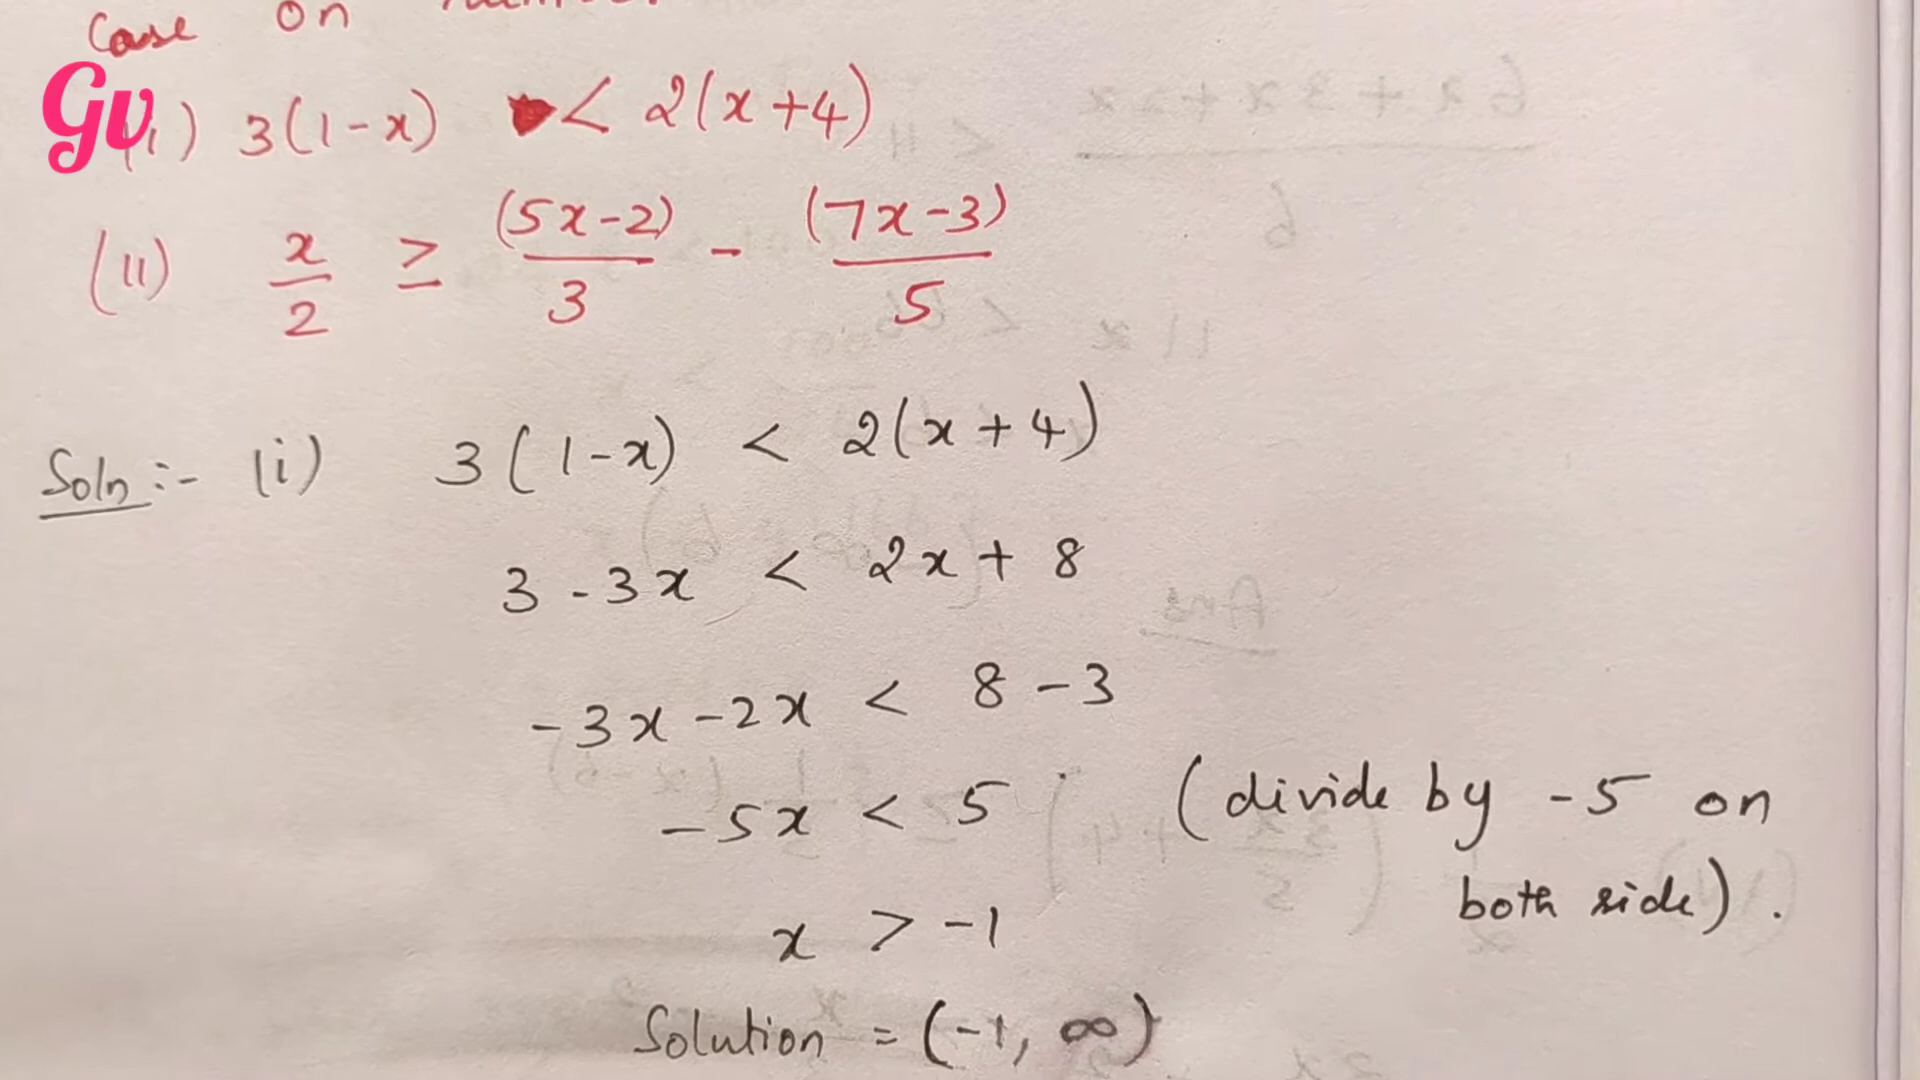 Case on
Gv
(i) 3(1-x) < 2(x+4)
(ii) x/2 ≥ (5x-2)/3 - (7x-3)/5
Soln :- (i) 3(1-x) < 2(x+4)
3 - 3x < 2x + 8
-3x - 2x < 8 - 3
-5x < 5 (divide by -5 on
both side).
x > -1
Solution = (-1, ∞)